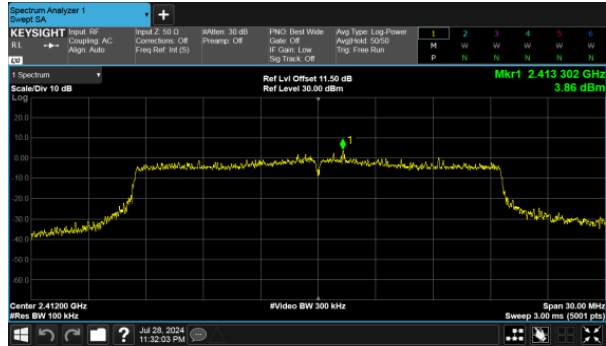 Spectrum Analyzer 1
Swept SA
KEYSIGHT
RL
Input: RF
Coupling: AC
Align: Auto
Input Z: 50 Ω
Corrections: Off
Freq Ref: Int (S)
#Atten: 30 dB
Preamp: Off
PNO: Best Wide
Gate: Off
IF Gain: Low
Sig Track: Off
Avg Type: Log-Power
Avg|Hold: 50/50
Trig: Free Run
1 2 3 4 5 6
M W W W W W
P N N N N N
LXI
1 Spectrum
Scale/Div 10 dB
Ref Lvl Offset 11.50 dB
Ref Level 30.00 dBm
Mkr1 2.413 302 GHz
3.86 dBm
Log
20.0
10.0
0.00
-10.0
-20.0
-30.0
-40.0
-50.0
-60.0
1
Center 2.41200 GHz
#Res BW 100 kHz
#Video BW 300 kHz
Span 30.00 MHz
Sweep 3.00 ms (5001 pts)
?
Jul 28, 2024
11:32:03 PM